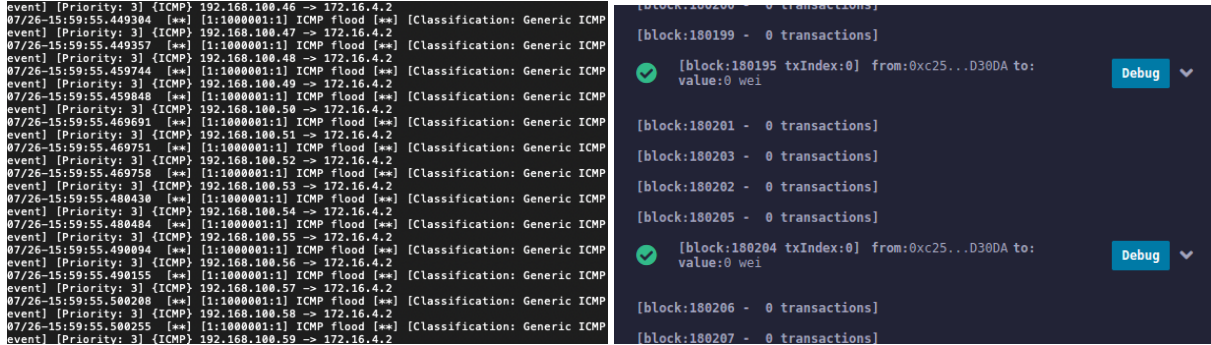 event] [Priority: 3] {ICMP} 192.168.100.46 -> 172.16.4.2
07/26-15:59:55.449304 [**] [1:1000001:1] ICMP flood [**] [Classification: Generic ICMP
event] [Priority: 3] {ICMP} 192.168.100.47 -> 172.16.4.2
07/26-15:59:55.449357 [**] [1:1000001:1] ICMP flood [**] [Classification: Generic ICMP
event] [Priority: 3] {ICMP} 192.168.100.48 -> 172.16.4.2
07/26-15:59:55.459744 [**] [1:1000001:1] ICMP flood [**] [Classification: Generic ICMP
event] [Priority: 3] {ICMP} 192.168.100.49 -> 172.16.4.2
07/26-15:59:55.459848 [**] [1:1000001:1] ICMP flood [**] [Classification: Generic ICMP
event] [Priority: 3] {ICMP} 192.168.100.50 -> 172.16.4.2
07/26-15:59:55.469691 [**] [1:1000001:1] ICMP flood [**] [Classification: Generic ICMP
event] [Priority: 3] {ICMP} 192.168.100.51 -> 172.16.4.2
07/26-15:59:55.469751 [**] [1:1000001:1] ICMP flood [**] [Classification: Generic ICMP
event] [Priority: 3] {ICMP} 192.168.100.52 -> 172.16.4.2
07/26-15:59:55.469758 [**] [1:1000001:1] ICMP flood [**] [Classification: Generic ICMP
event] [Priority: 3] {ICMP} 192.168.100.53 -> 172.16.4.2
07/26-15:59:55.480430 [**] [1:1000001:1] ICMP flood [**] [Classification: Generic ICMP
event] [Priority: 3] {ICMP} 192.168.100.54 -> 172.16.4.2
07/26-15:59:55.480484 [**] [1:1000001:1] ICMP flood [**] [Classification: Generic ICMP
event] [Priority: 3] {ICMP} 192.168.100.55 -> 172.16.4.2
07/26-15:59:55.490094 [**] [1:1000001:1] ICMP flood [**] [Classification: Generic ICMP
event] [Priority: 3] {ICMP} 192.168.100.56 -> 172.16.4.2
07/26-15:59:55.490155 [**] [1:1000001:1] ICMP flood [**] [Classification: Generic ICMP
event] [Priority: 3] {ICMP} 192.168.100.57 -> 172.16.4.2
07/26-15:59:55.500208 [**] [1:1000001:1] ICMP flood [**] [Classification: Generic ICMP
event] [Priority: 3] {ICMP} 192.168.100.58 -> 172.16.4.2
07/26-15:59:55.500255 [**] [1:1000001:1] ICMP flood [**] [Classification: Generic ICMP
event] [Priority: 3] {ICMP} 192.168.100.59 -> 172.16.4.2
[block:180200 - 0 transactions]
[block:180199 - 0 transactions]
[block:180195 txIndex:0] from:0xc25...D30DA to:
value:0 wei
Debug
[block:180201 - 0 transactions]
[block:180203 - 0 transactions]
[block:180202 - 0 transactions]
[block:180205 - 0 transactions]
[block:180204 txIndex:0] from:0xc25...D30DA to:
value:0 wei
Debug
[block:180206 - 0 transactions]
[block:180207 - 0 transactions]